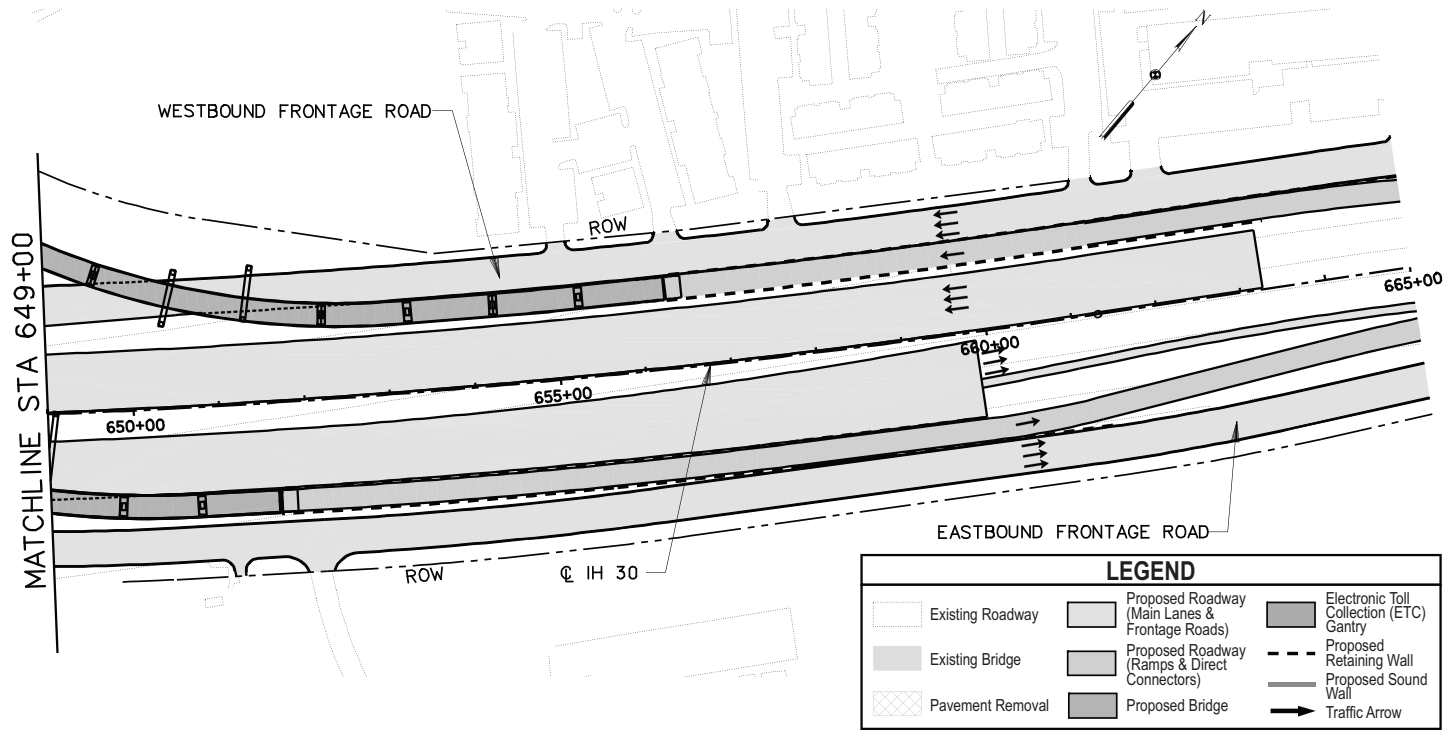 N
WESTBOUND FRONTAGE ROAD
ROW
MATCHLINE STA 649+00
665+00
660+00
655+00
650+00
EASTBOUND FRONTAGE ROAD
ROW
℄ IH 30
LEGEND
Existing Roadway
Existing Bridge
Pavement Removal
Proposed Roadway
(Main Lanes &
Frontage Roads)
Proposed Roadway
(Ramps & Direct
Connectors)
Proposed Bridge
Electronic Toll
Collection (ETC)
Gantry
Proposed
Retaining Wall
Proposed Sound
Wall
Traffic Arrow